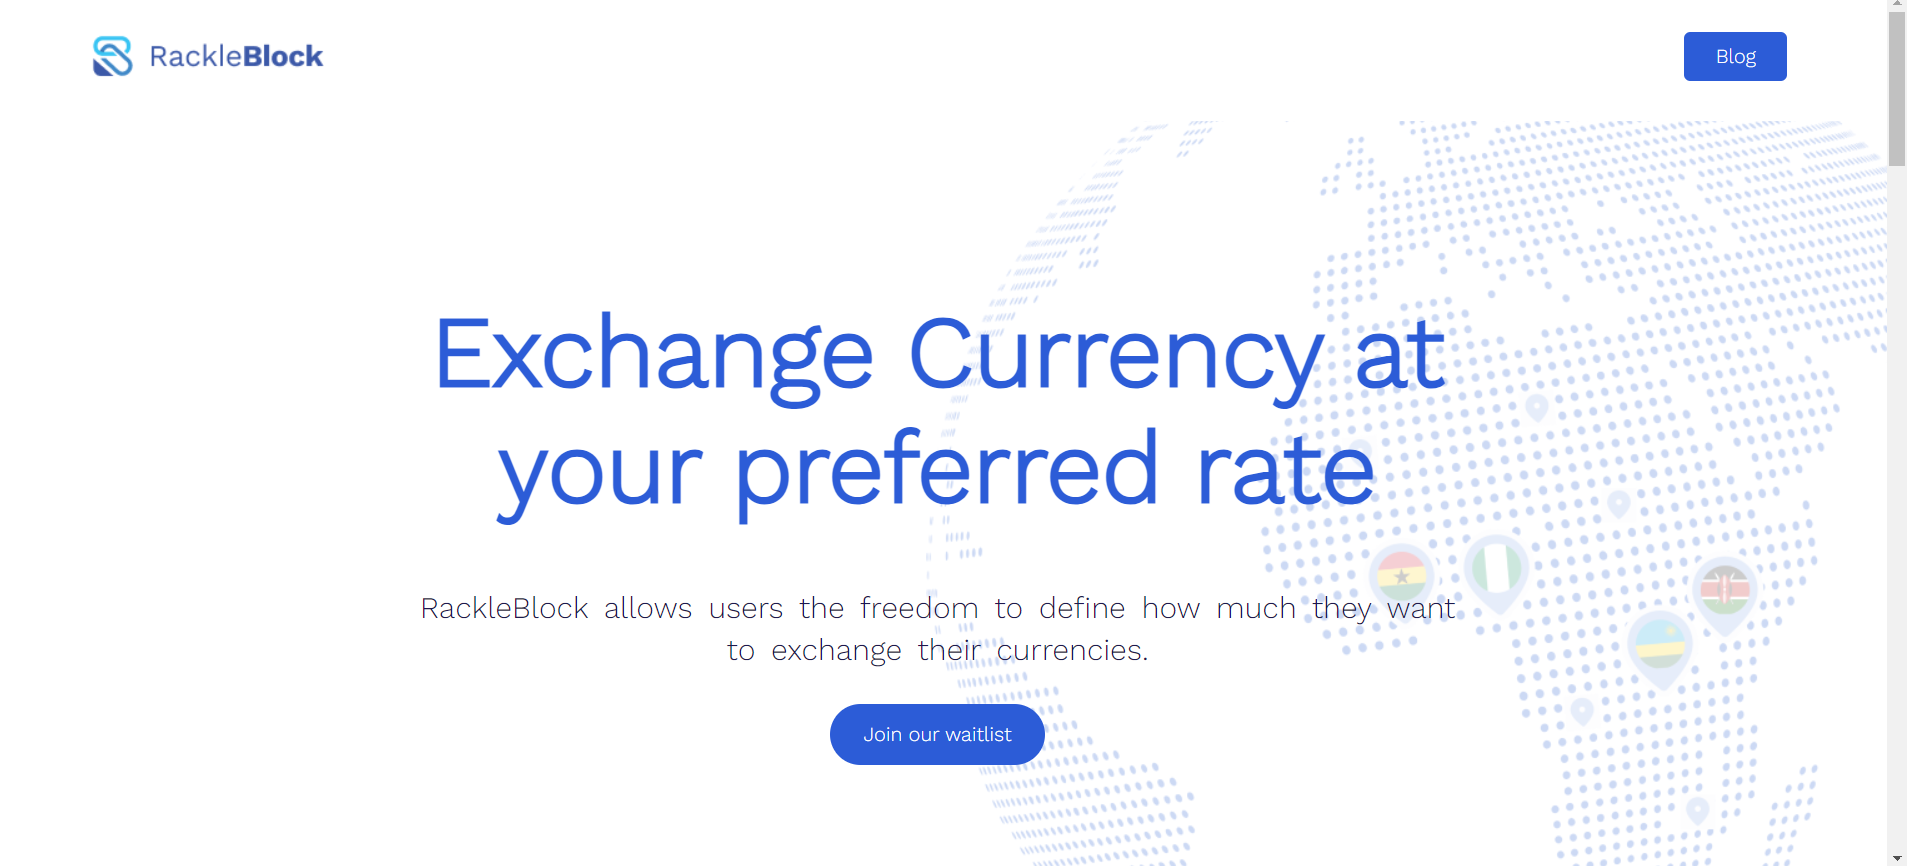 RackleBlock
Blog
Exchange Currency at
your preferred rate
RackleBlock allows users the freedom to define how much they want
to exchange their currencies.
Join our waitlist